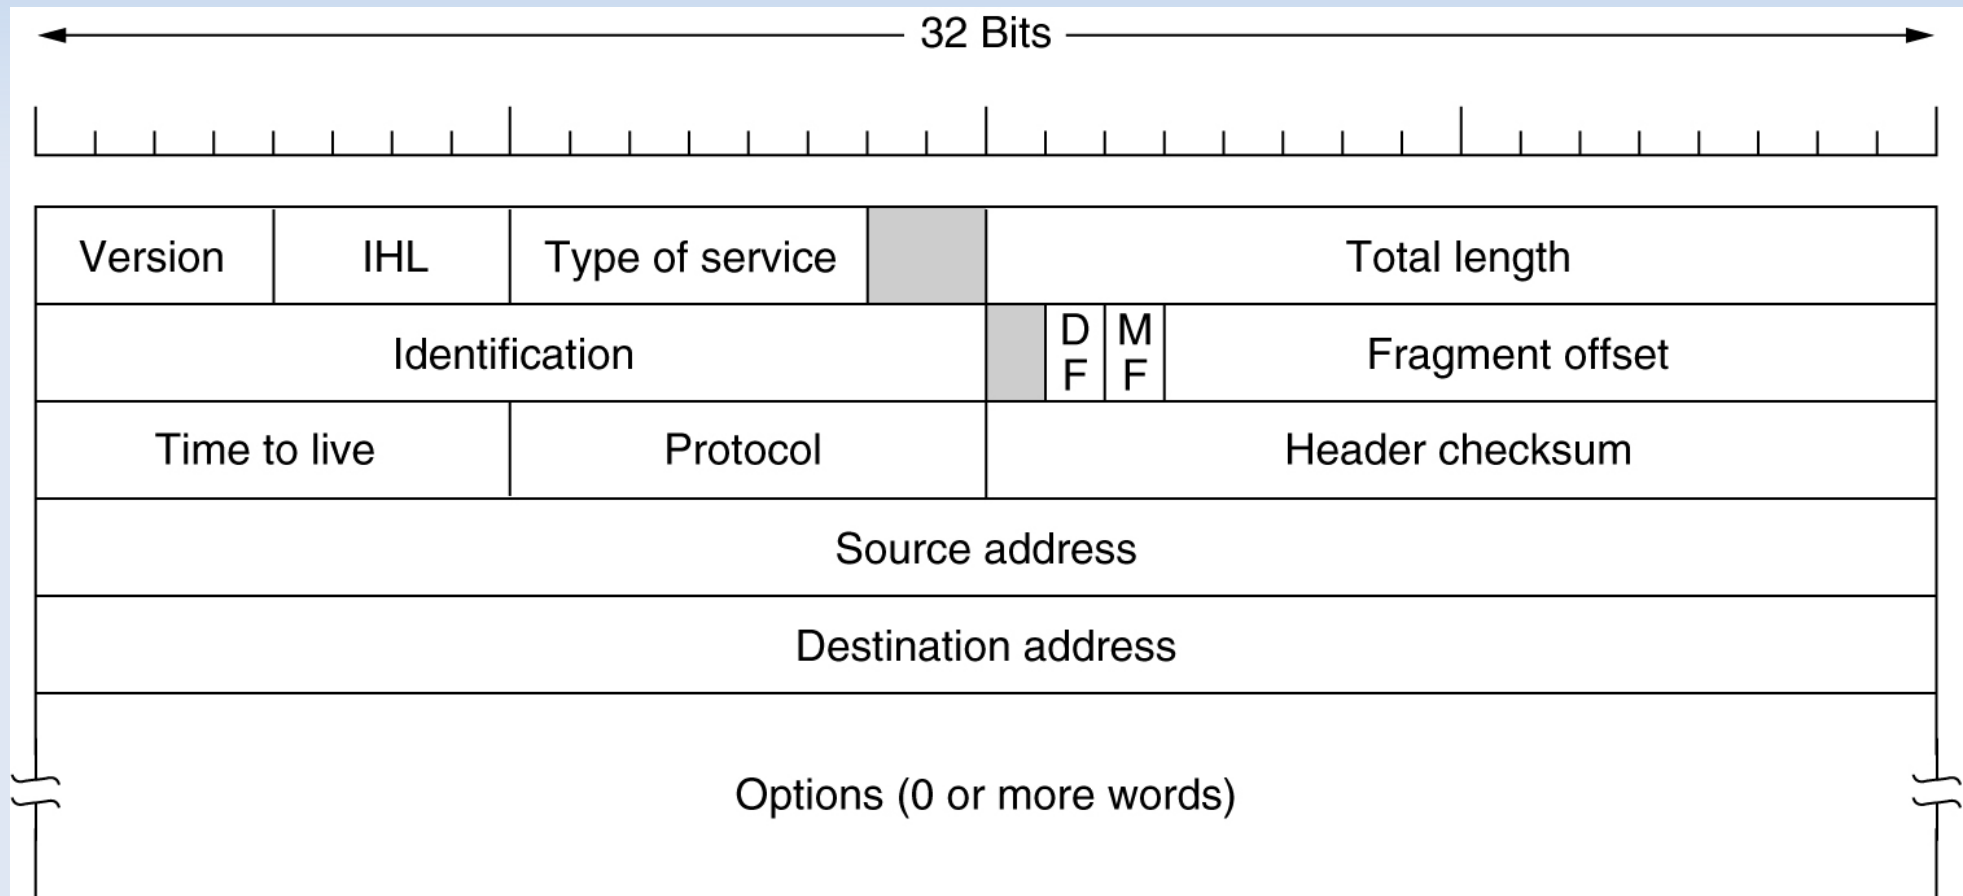 32 Bits
Version IHL Type of service Total length
Identification D F M F Fragment offset
Time to live Protocol Header checksum
Source address
Destination address
Options (0 or more words)